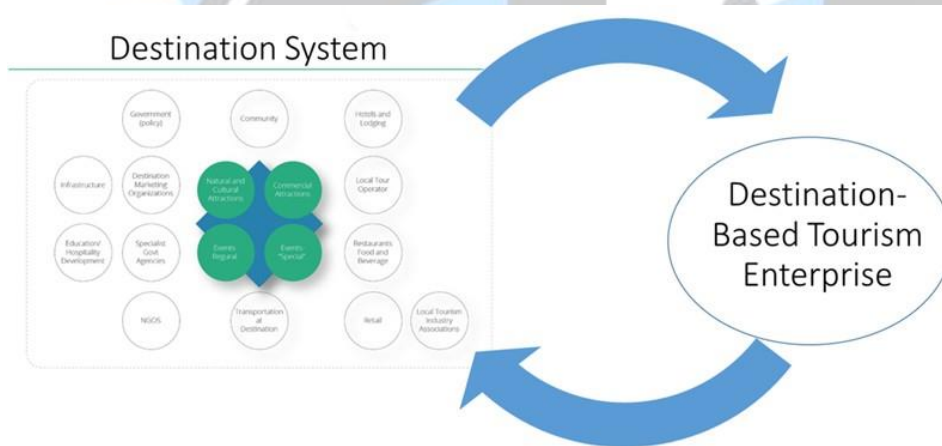 Destination System
Government
(policy)
Community
Hotels and
Lodging
Infrastructure
Destination
Marketing
Organizations
Natural and
Cultural
Attractions
Commercial
Attractions
Local Tour
Operator
Education/
Hospitality
Development
Specialist
Govt
Agencies
Events
Regural
Events
"Special"
Restaurants
Food and
Beverage
NGOS
Transportation
at
Destination
Retail
Local Tourism
Industry
Associations
Destination-
Based Tourism
Enterprise